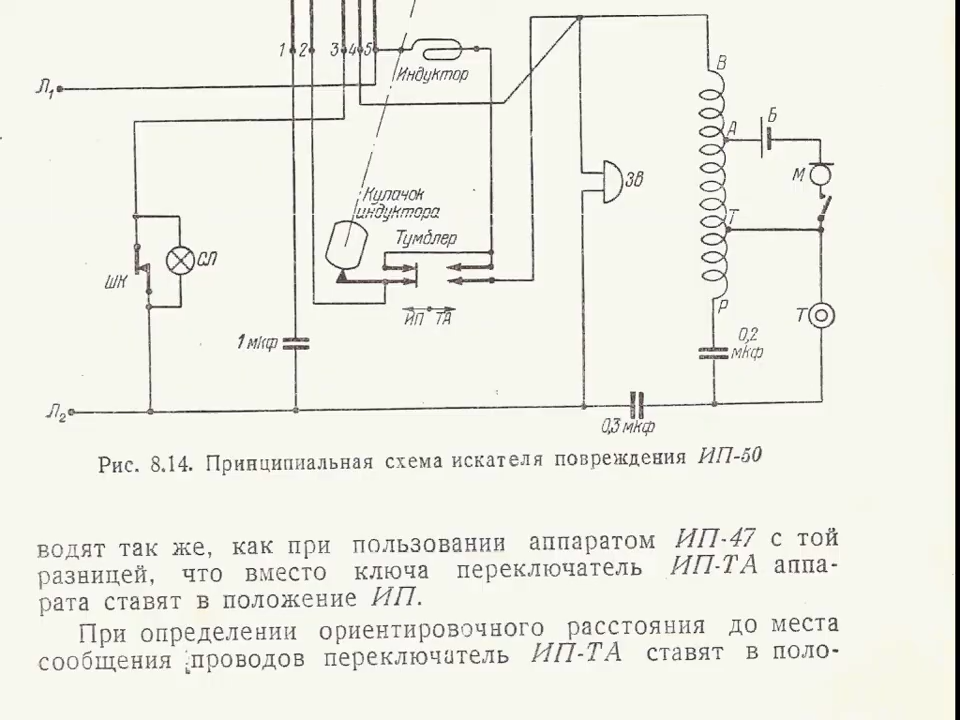 1 2 3 4 5
Индуктор
Л₁
В
А
Б
М
ЗВ
Кулачок
индуктора
Тумблер
Т
СЛ
ШК
ИП ТА
Р
Т
1 мкф
0,2
мкф
Л₂
0,3 мкф
Рис. 8.14. Принципиальная схема искателя повреждения ИП-50
водят так же, как при пользовании аппаратом ИП-47 с той
разницей, что вместо ключа переключатель ИП-ТА аппа-
рата ставят в положение ИП.
При определении ориентировочного расстояния до места
сообщения проводов переключатель ИП-ТА ставят в поло-